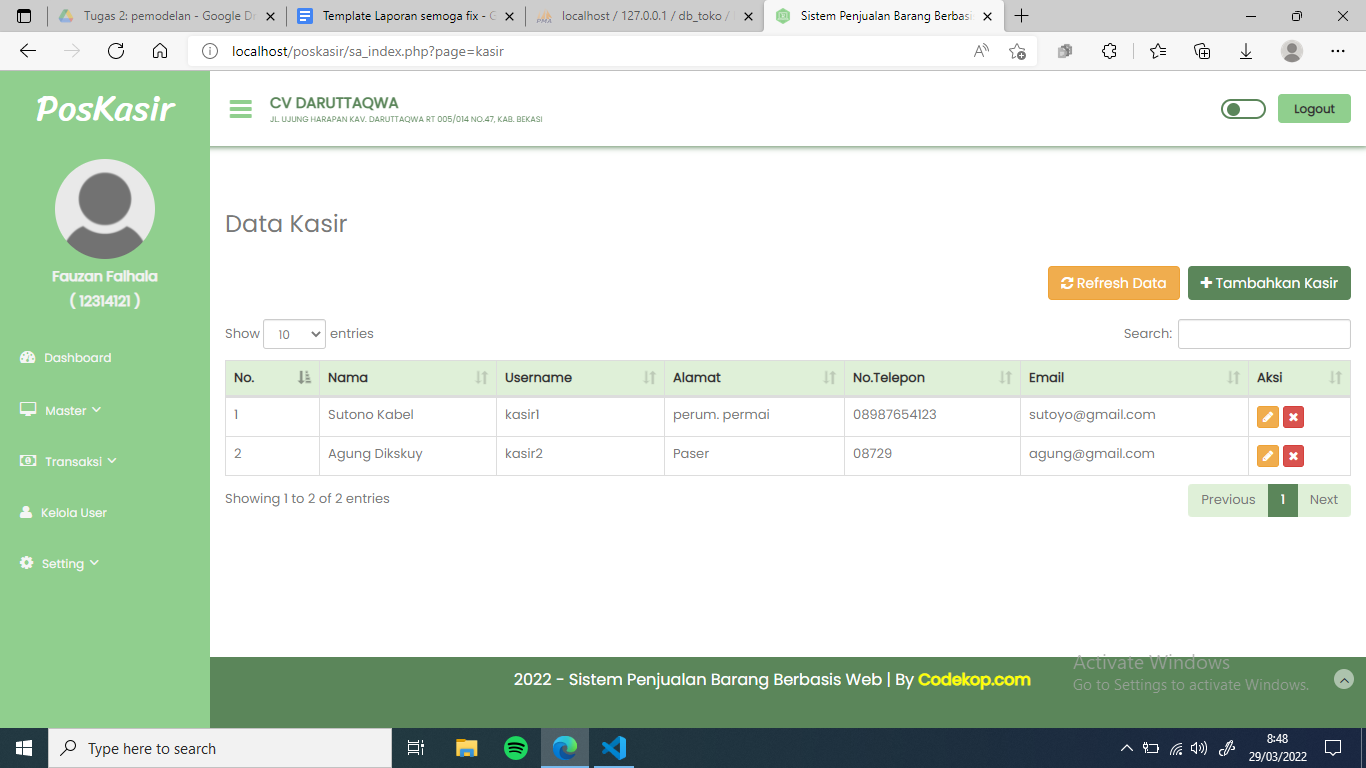 Tugas 2: pemodelan - Google Dr
Template Laporan semoga fix - G
localhost / 127.0.0.1 / db_toko /
Sistem Penjualan Barang Berbasi
localhost/poskasir/sa_index.php?page=kasir
PosKasir
CV DARUTTAQWA
JL. UJUNG HARAPAN KAV. DARUTTAQWA RT 005/014 NO.47, KAB. BEKASI
Logout
Fauzan Falhala
( 12314121 )
Dashboard
Master
Transaksi
Kelola User
Setting
Data Kasir
Refresh Data
Tambahkan Kasir
Show 10 entries
Search:
No. Nama Username Alamat No.Telepon Email Aksi
1 Sutono Kabel kasir1 perum. permai 08987654123 sutoyo@gmail.com
2 Agung Dikskuy kasir2 Paser 08729 agung@gmail.com
Showing 1 to 2 of 2 entries
Previous 1 Next
2022 - Sistem Penjualan Barang Berbasis Web | By Codekop.com
Activate Windows
Go to Settings to activate Windows.
Type here to search
8:48
29/03/2022